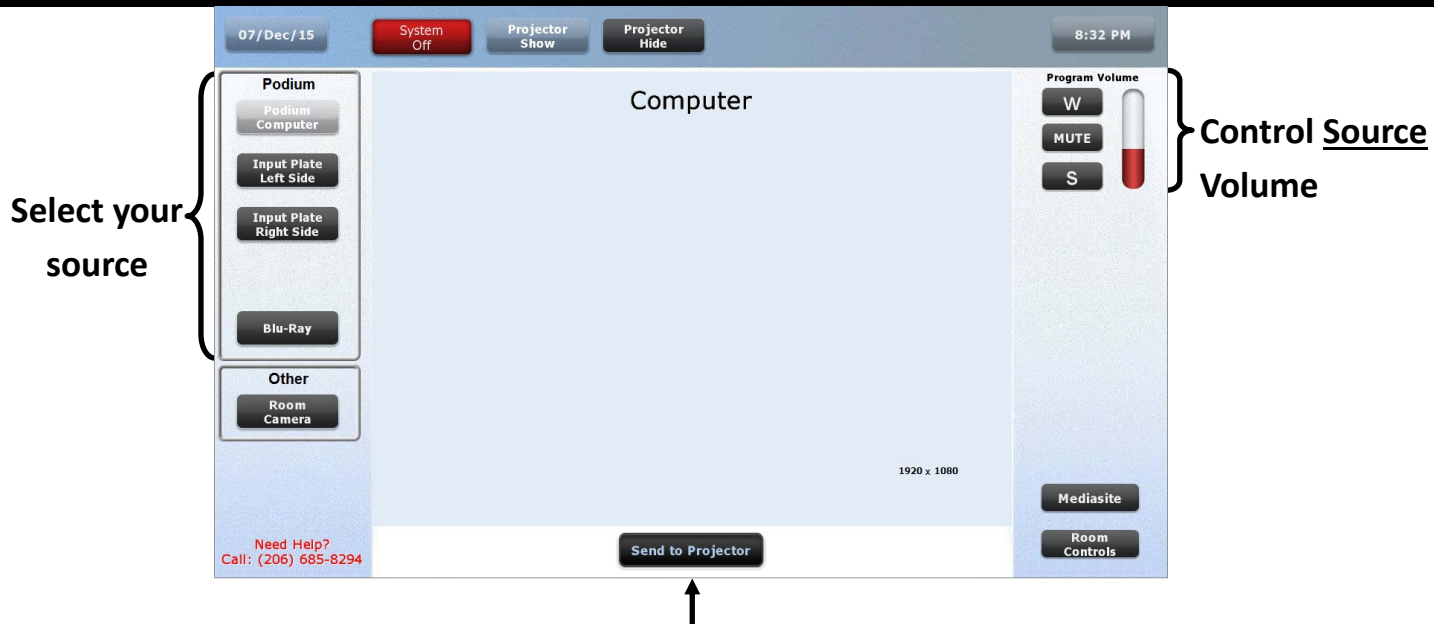 07/Dec/15
System
Off
Projector
Show
Projector
Hide
8:32 PM
Select your
source
Podium
Podium
Computer
Input Plate
Left Side
Input Plate
Right Side
Blu-Ray
Other
Room
Camera
Need Help?
Call: (206) 685-8294
Computer
1920 x 1080
Send to Projector
Program Volume
W
MUTE
S
Control Source
Volume
Mediasite
Room
Controls